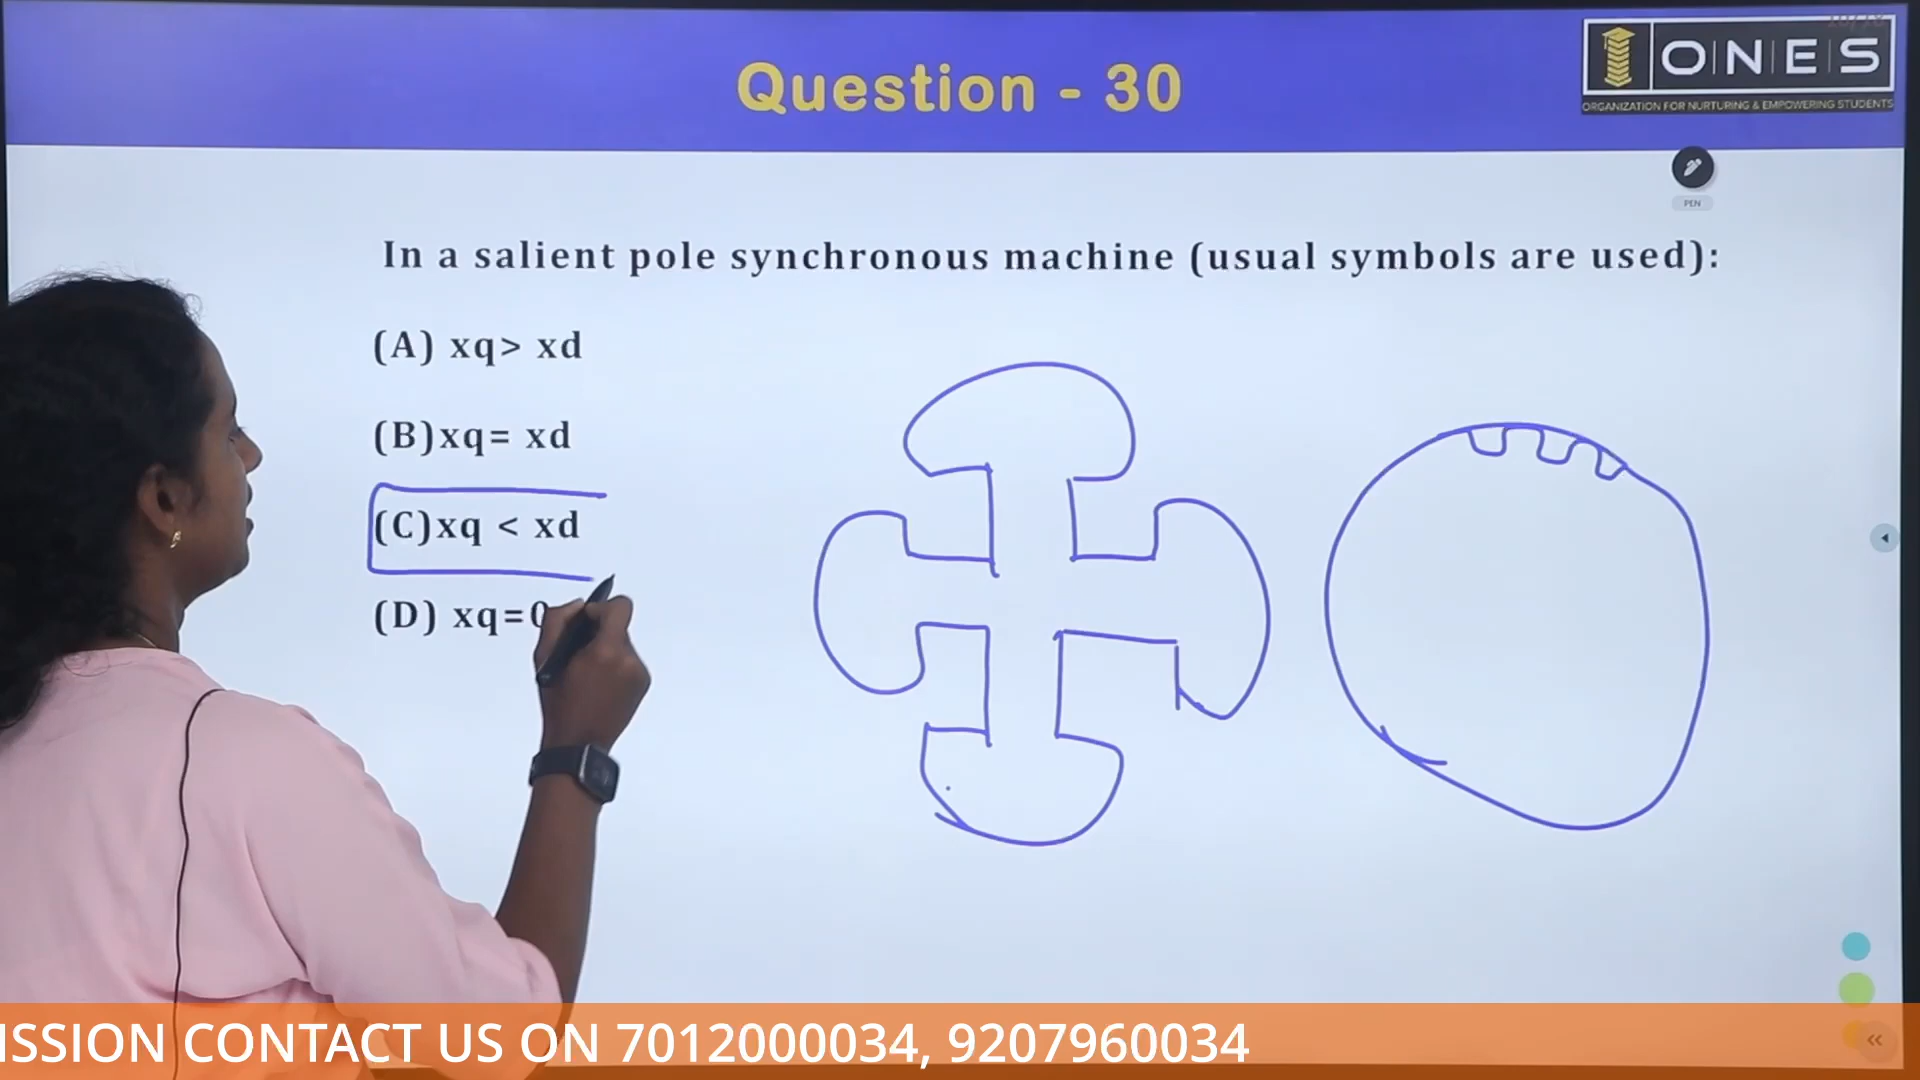 Question - 30
O|N|E|S
ORGANIZATION FOR NURTURING & EMPOWERING STUDENTS
PEN
In a salient pole synchronous machine (usual symbols are used):
(A) xq> xd
(B)xq= xd
(C)xq < xd
(D) xq=0
ISSION CONTACT US ON 7012000034, 9207960034